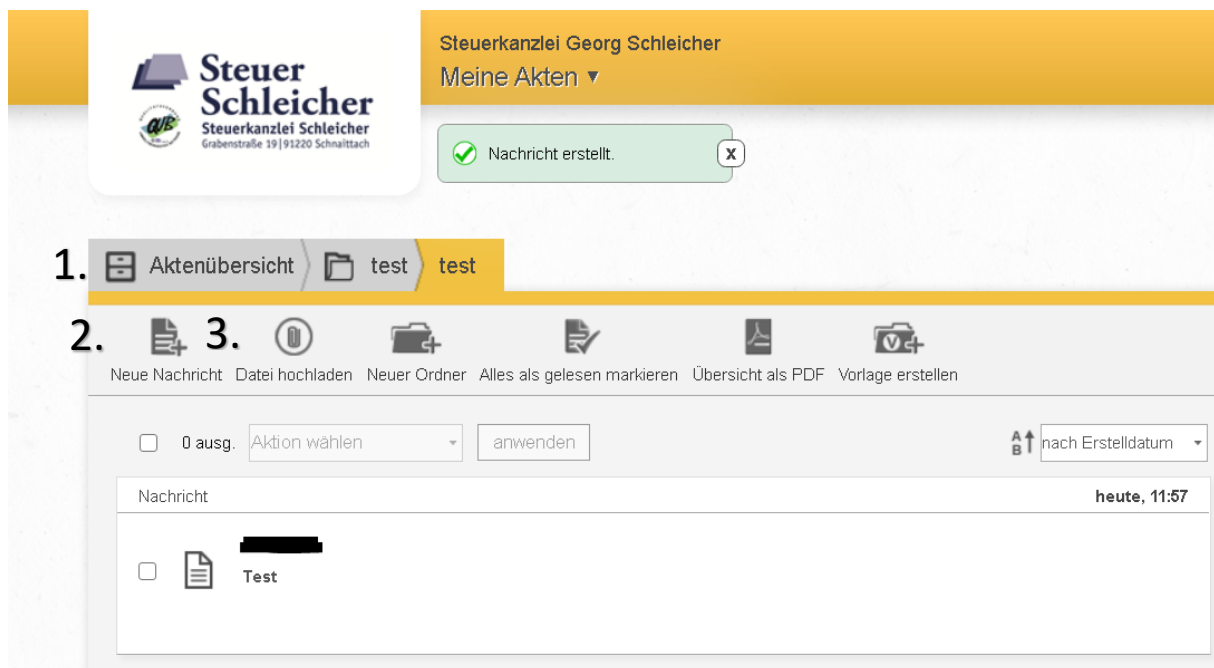 Steuer
Schleicher
Steuerkanzlei Schleicher
Grabenstraße 19|91220 Schnaittach
Steuerkanzlei Georg Schleicher
Meine Akten ▼
Nachricht erstellt. X
1. Aktenübersicht test test
2. 3.
Neue Nachricht Datei hochladen Neuer Ordner Alles als gelesen markieren Übersicht als PDF Vorlage erstellen
0 ausg. Aktion wählen anwenden A B nach Erstelldatum
Nachricht heute, 11:57
Test